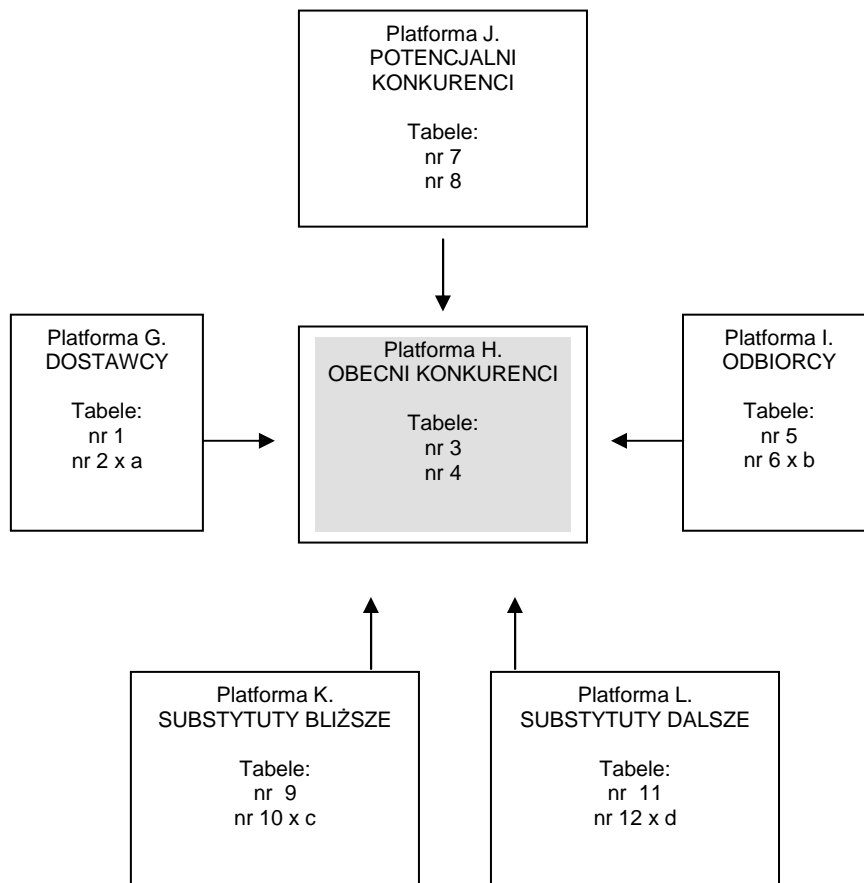 Platforma J.
POTENCJALNI
KONKURENCI
Tabele:
nr 7
nr 8
Platforma G.
DOSTAWCY
Tabele:
nr 1
nr 2 x a
Platforma H.
OBECNI KONKURENCI
Tabele:
nr 3
nr 4
Platforma I.
ODBIORCY
Tabele:
nr 5
nr 6 x b
Platforma K.
SUBSTYTUTY BLIŻSZE
Tabele:
nr 9
nr 10 x c
Platforma L.
SUBSTYTUTY DALSZE
Tabele:
nr 11
nr 12 x d